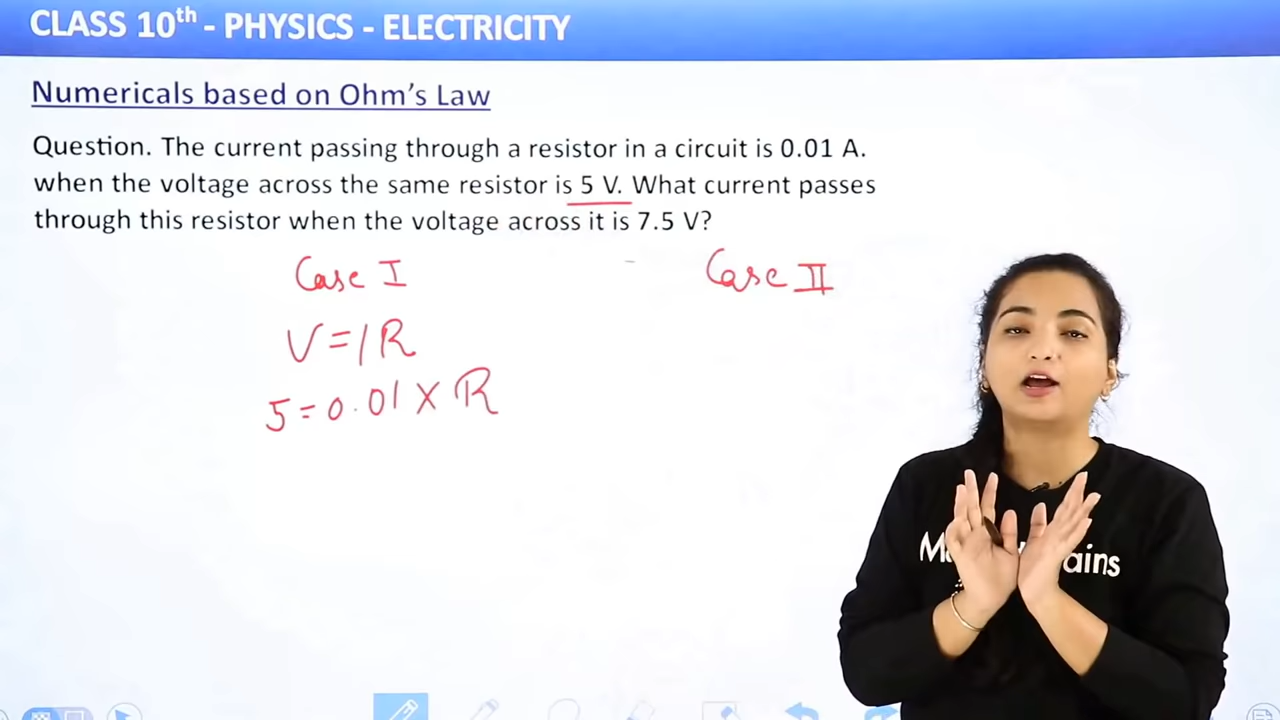 CLASS 10th - PHYSICS - ELECTRICITY
Numericals based on Ohm's Law
Question. The current passing through a resistor in a circuit is 0.01 A.
when the voltage across the same resistor is 5 V. What current passes
through this resistor when the voltage across it is 7.5 V?
Case I
V = IR
5 = 0.01 × R
Case II